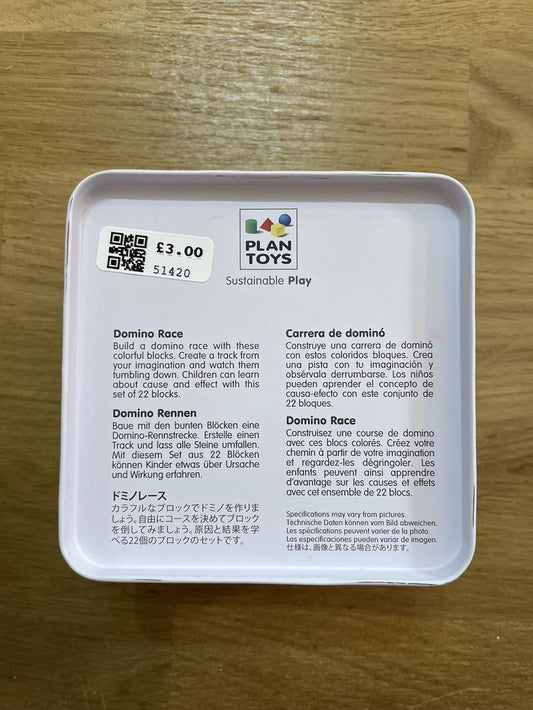 PLAN
TOYS
Sustainable Play
£3.00
51420
Domino Race
Build a domino race with these
colorful blocks. Create a track from
your imagination and watch them
tumbling down. Children can learn
about cause and effect with this
set of 22 blocks.
Domino Rennen
Baue mit den bunten Blöcken eine
Domino-Rennstrecke. Erstelle einen
Track und lass alle Steine umfallen.
Mit diesem Set aus 22 Blöcken
können Kinder etwas über Ursache
und Wirkung erfahren.
ドミノレース
カラフルなブロックでドミノを作りま
しょう。自由にコースを決めてブロック
を倒してみましょう。原因と結果を学
べる22個のブロックのセットです。
Carrera de dominó
Construye una carrera de dominó
con estos coloridos bloques. Crea
una pista con tu imaginación y
obsérvala derrumbarse. Los niños
pueden aprender el concepto de
causa-efecto con este conjunto de
22 bloques.
Domino Race
Construisez une course de domino
avec ces blocs colorés. Créez votre
chemin à partir de votre imagination
et regardez-les dégringoler. Les
enfants peuvent ainsi apprendre
d'avantage sur les causes et effets
avec cet ensemble de 22 blocs.
Specifications may vary from pictures.
Technische Daten können vom Bild abweichen.
Les spécifications peuvent varier de la photo.
Las especificaciones pueden variar de imagen.
仕様は、画像と異なる場合があります。